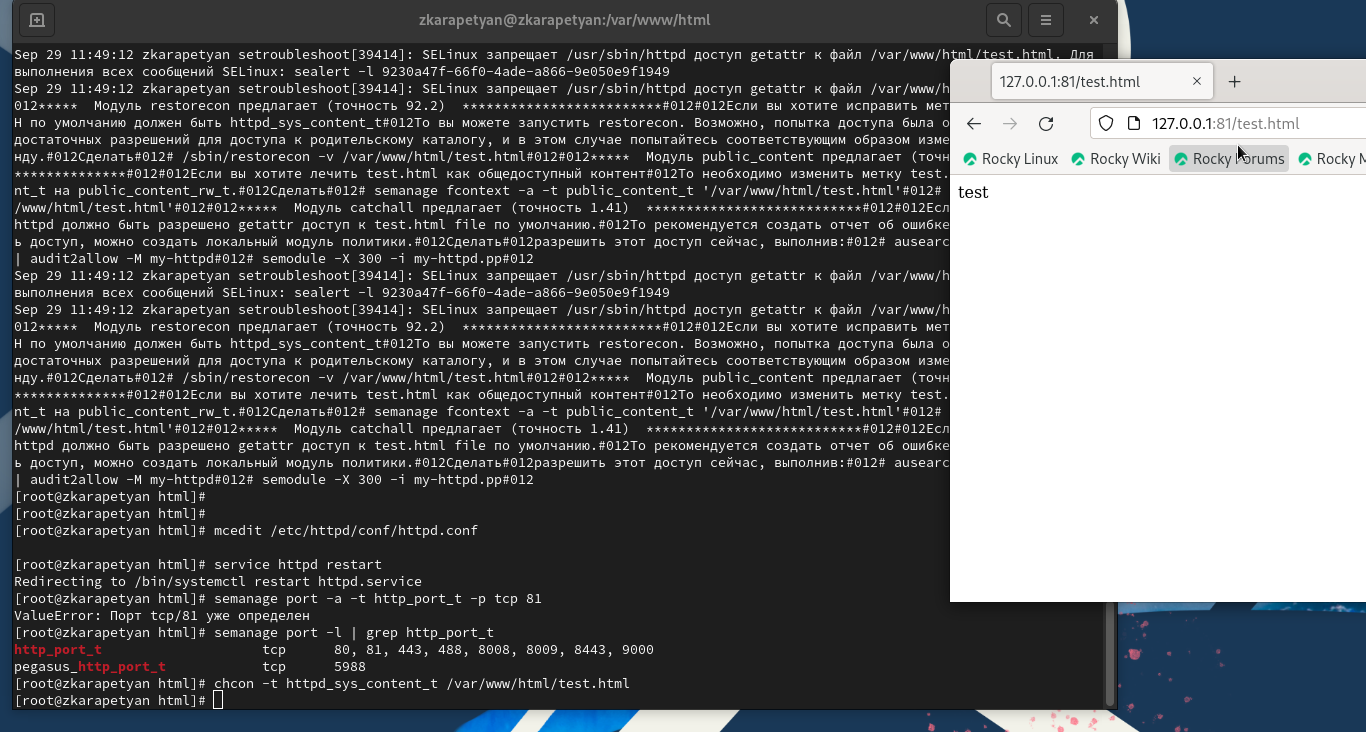 zkarapetyan@zkarapetyan:/var/www/html
Sep 29 11:49:12 zkarapetyan setroubleshoot[39414]: SELinux запрещает /usr/sbin/httpd доступ getattr к файл /var/www/html/test.html. Для
выполнения всех сообщений SELinux: sealert -l 9230a47f-66f0-4ade-a866-9e050e9f1949
Sep 29 11:49:12 zkarapetyan setroubleshoot[39414]: SELinux запрещает /usr/sbin/httpd доступ getattr к файл /var/www/h
012*****  Модуль restorecon предлагает (точность 92.2)  ************************#012#012Если вы хотите исправить мет
Н по умолчанию должен быть httpd_sys_content_t#012То вы можете запустить restorecon. Возможно, попытка доступа была о
достаточных разрешений для доступа к родительскому каталогу, и в этом случае попытайтесь соответствующим образом изме
нду.#012Сделать#012# /sbin/restorecon -v /var/www/html/test.html#012#012*****  Модуль public_content предлагает (точн
**************#012Если вы хотите лечить test.html как общедоступный контент#012То необходимо изменить метку test.
nt_t на public_content_rw_t.#012Сделать#012# semanage fcontext -a -t public_content_t '/var/www/html/test.html'#012#
/www/html/test.html'#012#012*****  Модуль catchall предлагает (точность 1.41)  **************************#012#012Есл
httpd должно быть разрешено getattr доступ к test.html file по умолчанию.#012То рекомендуется создать отчет об ошибке
ь доступ, можно создать локальный модуль политики.#012Сделать#012разрешить этот доступ сейчас, выполнив:#012# ausearc
| audit2allow -M my-httpd#012# semodule -X 300 -i my-httpd.pp#012
Sep 29 11:49:12 zkarapetyan setroubleshoot[39414]: SELinux запрещает /usr/sbin/httpd доступ getattr к файл /var/www/h
выполнения всех сообщений SELinux: sealert -l 9230a47f-66f0-4ade-a866-9e050e9f1949
Sep 29 11:49:12 zkarapetyan setroubleshoot[39414]: SELinux запрещает /usr/sbin/httpd доступ getattr к файл /var/www/h
012*****  Модуль restorecon предлагает (точность 92.2)  ************************#012#012Если вы хотите исправить мет
Н по умолчанию должен быть httpd_sys_content_t#012То вы можете запустить restorecon. Возможно, попытка доступа была о
достаточных разрешений для доступа к родительскому каталогу, и в этом случае попытайтесь соответствующим образом изме
нду.#012Сделать#012# /sbin/restorecon -v /var/www/html/test.html#012#012*****  Модуль public_content предлагает (точн
**************#012Если вы хотите лечить test.html как общедоступный контент#012То необходимо изменить метку test.
nt_t на public_content_rw_t.#012Сделать#012# semanage fcontext -a -t public_content_t '/var/www/html/test.html'#012#
/www/html/test.html'#012#012*****  Модуль catchall предлагает (точность 1.41)  **************************#012#012Есл
httpd должно быть разрешено getattr доступ к test.html file по умолчанию.#012То рекомендуется создать отчет об ошибке
ь доступ, можно создать локальный модуль политики.#012Сделать#012разрешить этот доступ сейчас, выполнив:#012# ausearc
| audit2allow -M my-httpd#012# semodule -X 300 -i my-httpd.pp#012
[root@zkarapetyan html]#
[root@zkarapetyan html]#
[root@zkarapetyan html]# mcedit /etc/httpd/conf/httpd.conf
[root@zkarapetyan html]# service httpd restart
Redirecting to /bin/systemctl restart httpd.service
[root@zkarapetyan html]# semanage port -a -t http_port_t -p tcp 81
ValueError: Порт tcp/81 уже определен
[root@zkarapetyan html]# semanage port -l | grep http_port_t
http_port_t                    tcp      80, 81, 443, 488, 8008, 8009, 8443, 9000
pegasus_http_port_t            tcp      5988
[root@zkarapetyan html]# chcon -t httpd_sys_content_t /var/www/html/test.html
[root@zkarapetyan html]#
127.0.0.1:81/test.html
127.0.0.1:81/test.html
Rocky Linux
Rocky Wiki
Rocky Forums
Rocky M
test